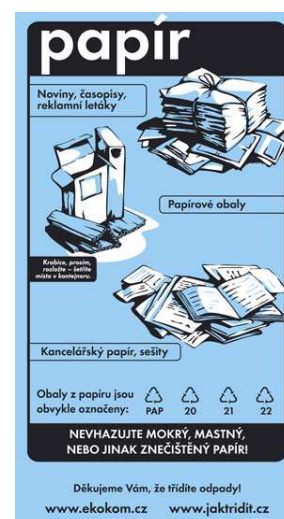 papír
Noviny, časopisy,
reklamní letáky
Papírové obaly
Krabice, prosím,
rozložte – šetříte
místo v kontejneru.
Kancelářský papír, sešity
Obaly z papíru jsou
obvykle označeny:
PAP 20 21 22
NEVHAZUJTE MOKRÝ, MASTNÝ,
NEBO JINAK ZNEČIŠTĚNÝ PAPÍR!
Děkujeme Vám, že třídíte odpady!
www.ekokom.cz www.jaktridit.cz